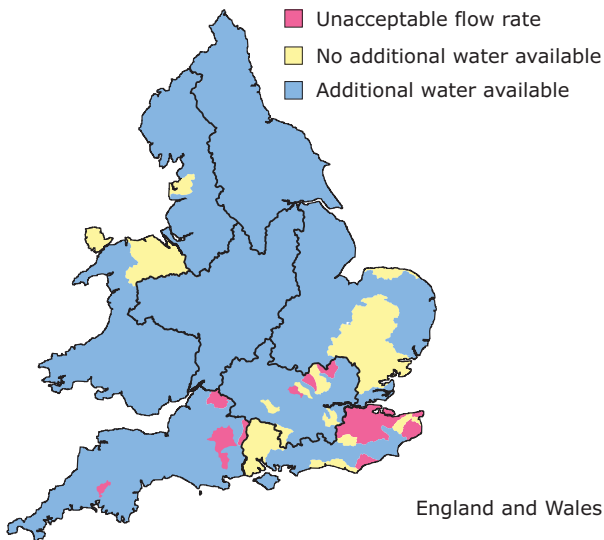 Unacceptable flow rate
No additional water available
Additional water available
England and Wales